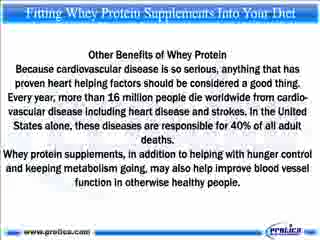 Fitting Whey Protein Supplements Into Your Diet
Other Benefits of Whey Protein
Because cardiovascular disease is so serious, anything that has
proven heart helping factors should be considered a good thing.
Every year, more than 16 million people die worldwide from cardio-
vascular disease including heart disease and strokes. In the United
States alone, these diseases are responsible for 40% of all adult
deaths.
Whey protein supplements, in addition to helping with hunger control
and keeping metabolism going, may also help improve blood vessel
function in otherwise healthy people.
www.protica.com
protica